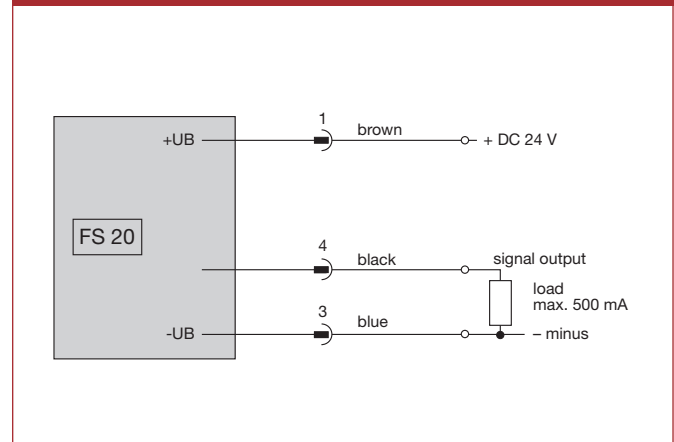 1
+UB
brown
+ DC 24 V
FS 20
4
black
signal output
load
max. 500 mA
3
blue
-UB
– minus